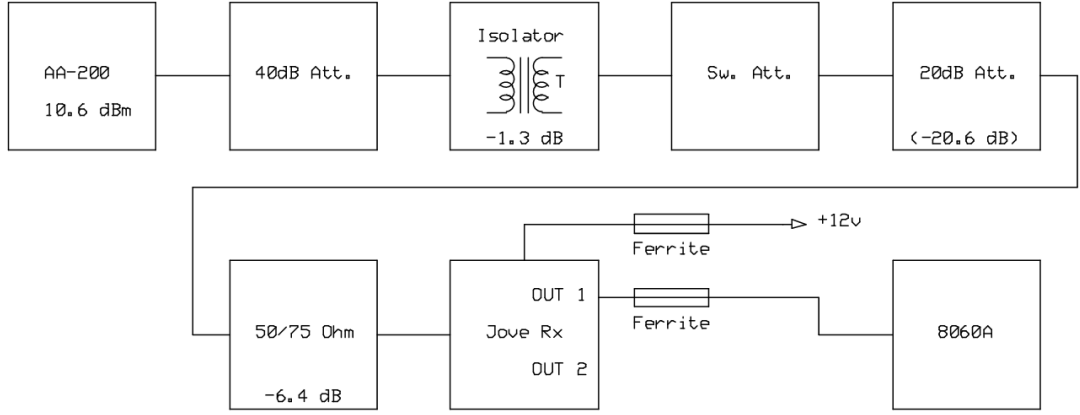 AA-200
10.6 dBm
40dB Att.
Isolator
T
-1.3 dB
Sw. Att.
20dB Att.
(-20.6 dB)
+12v
Ferrite
50/75 Ohm
-6.4 dB
OUT 1
Jove Rx
OUT 2
Ferrite
8060A